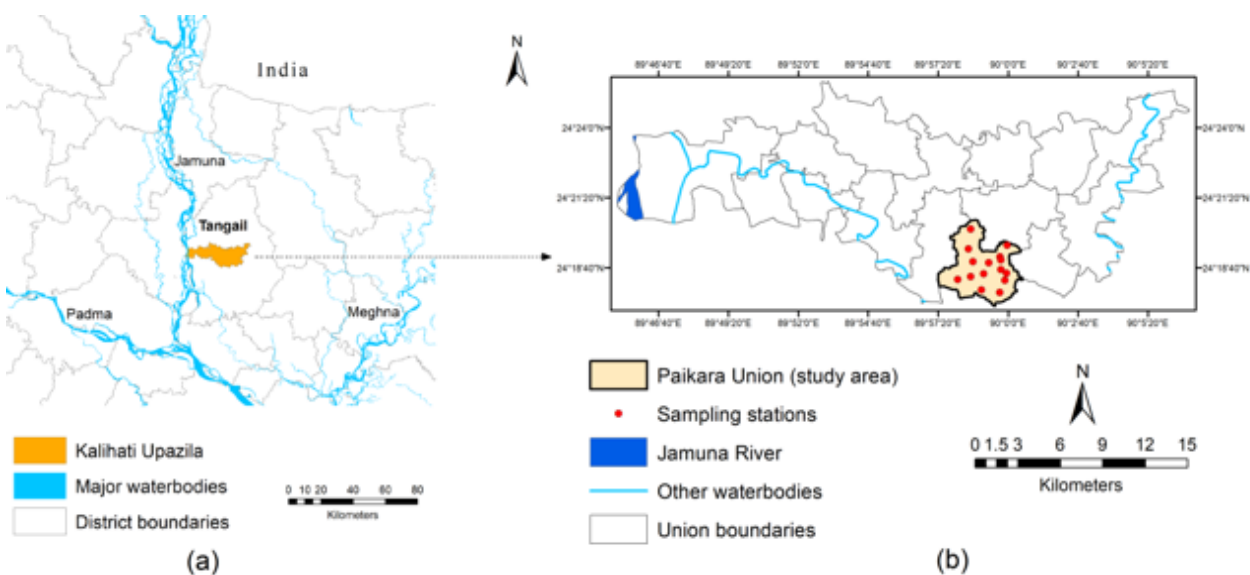 India
N
Jamuna
Tangail
Padma
Meghna
Kalihati Upazila
Major waterbodies
District boundaries
0 10 20 40 60 80
Kilometers
(a)
89°46'40"E 89°49'20"E 89°52'0"E 89°54'40"E 89°57'20"E 90°0'0"E 90°2'40"E 90°5'20"E
24°24'0"N 24°24'0"N
24°21'20"N 24°21'20"N
24°18'40"N 24°18'40"N
89°46'40"E 89°49'20"E 89°52'0"E 89°54'40"E 89°57'20"E 90°0'0"E 90°2'40"E 90°5'20"E
Paikara Union (study area)
Sampling stations
Jamuna River
Other waterbodies
Union boundaries
N
0 1.5 3 6 9 12 15
Kilometers
(b)